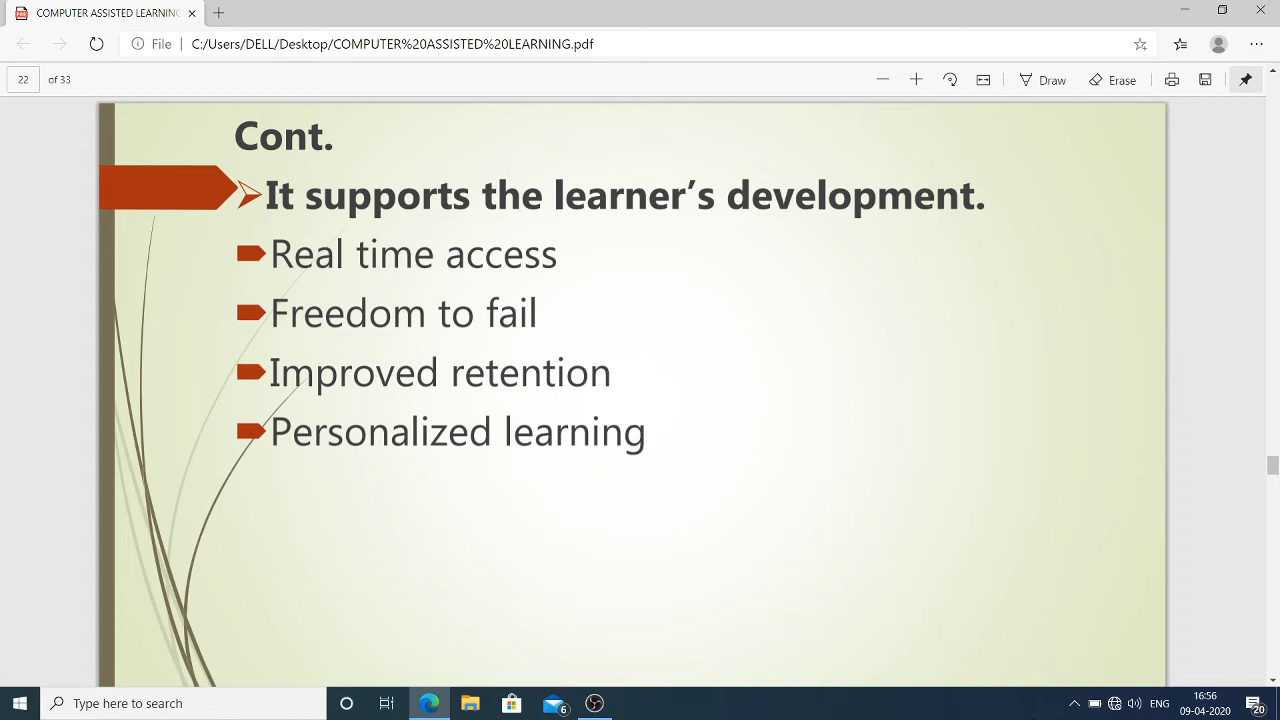 COMPUTER ASSISTED LEARNING
File C:/Users/DELL/Desktop/COMPUTER%20ASSISTED%20LEARNING.pdf
22 of 33 Draw Erase
Cont.
It supports the learner's development.
Real time access
Freedom to fail
Improved retention
Personalized learning
Type here to search
6
ENG
16:56
09-04-2020
20